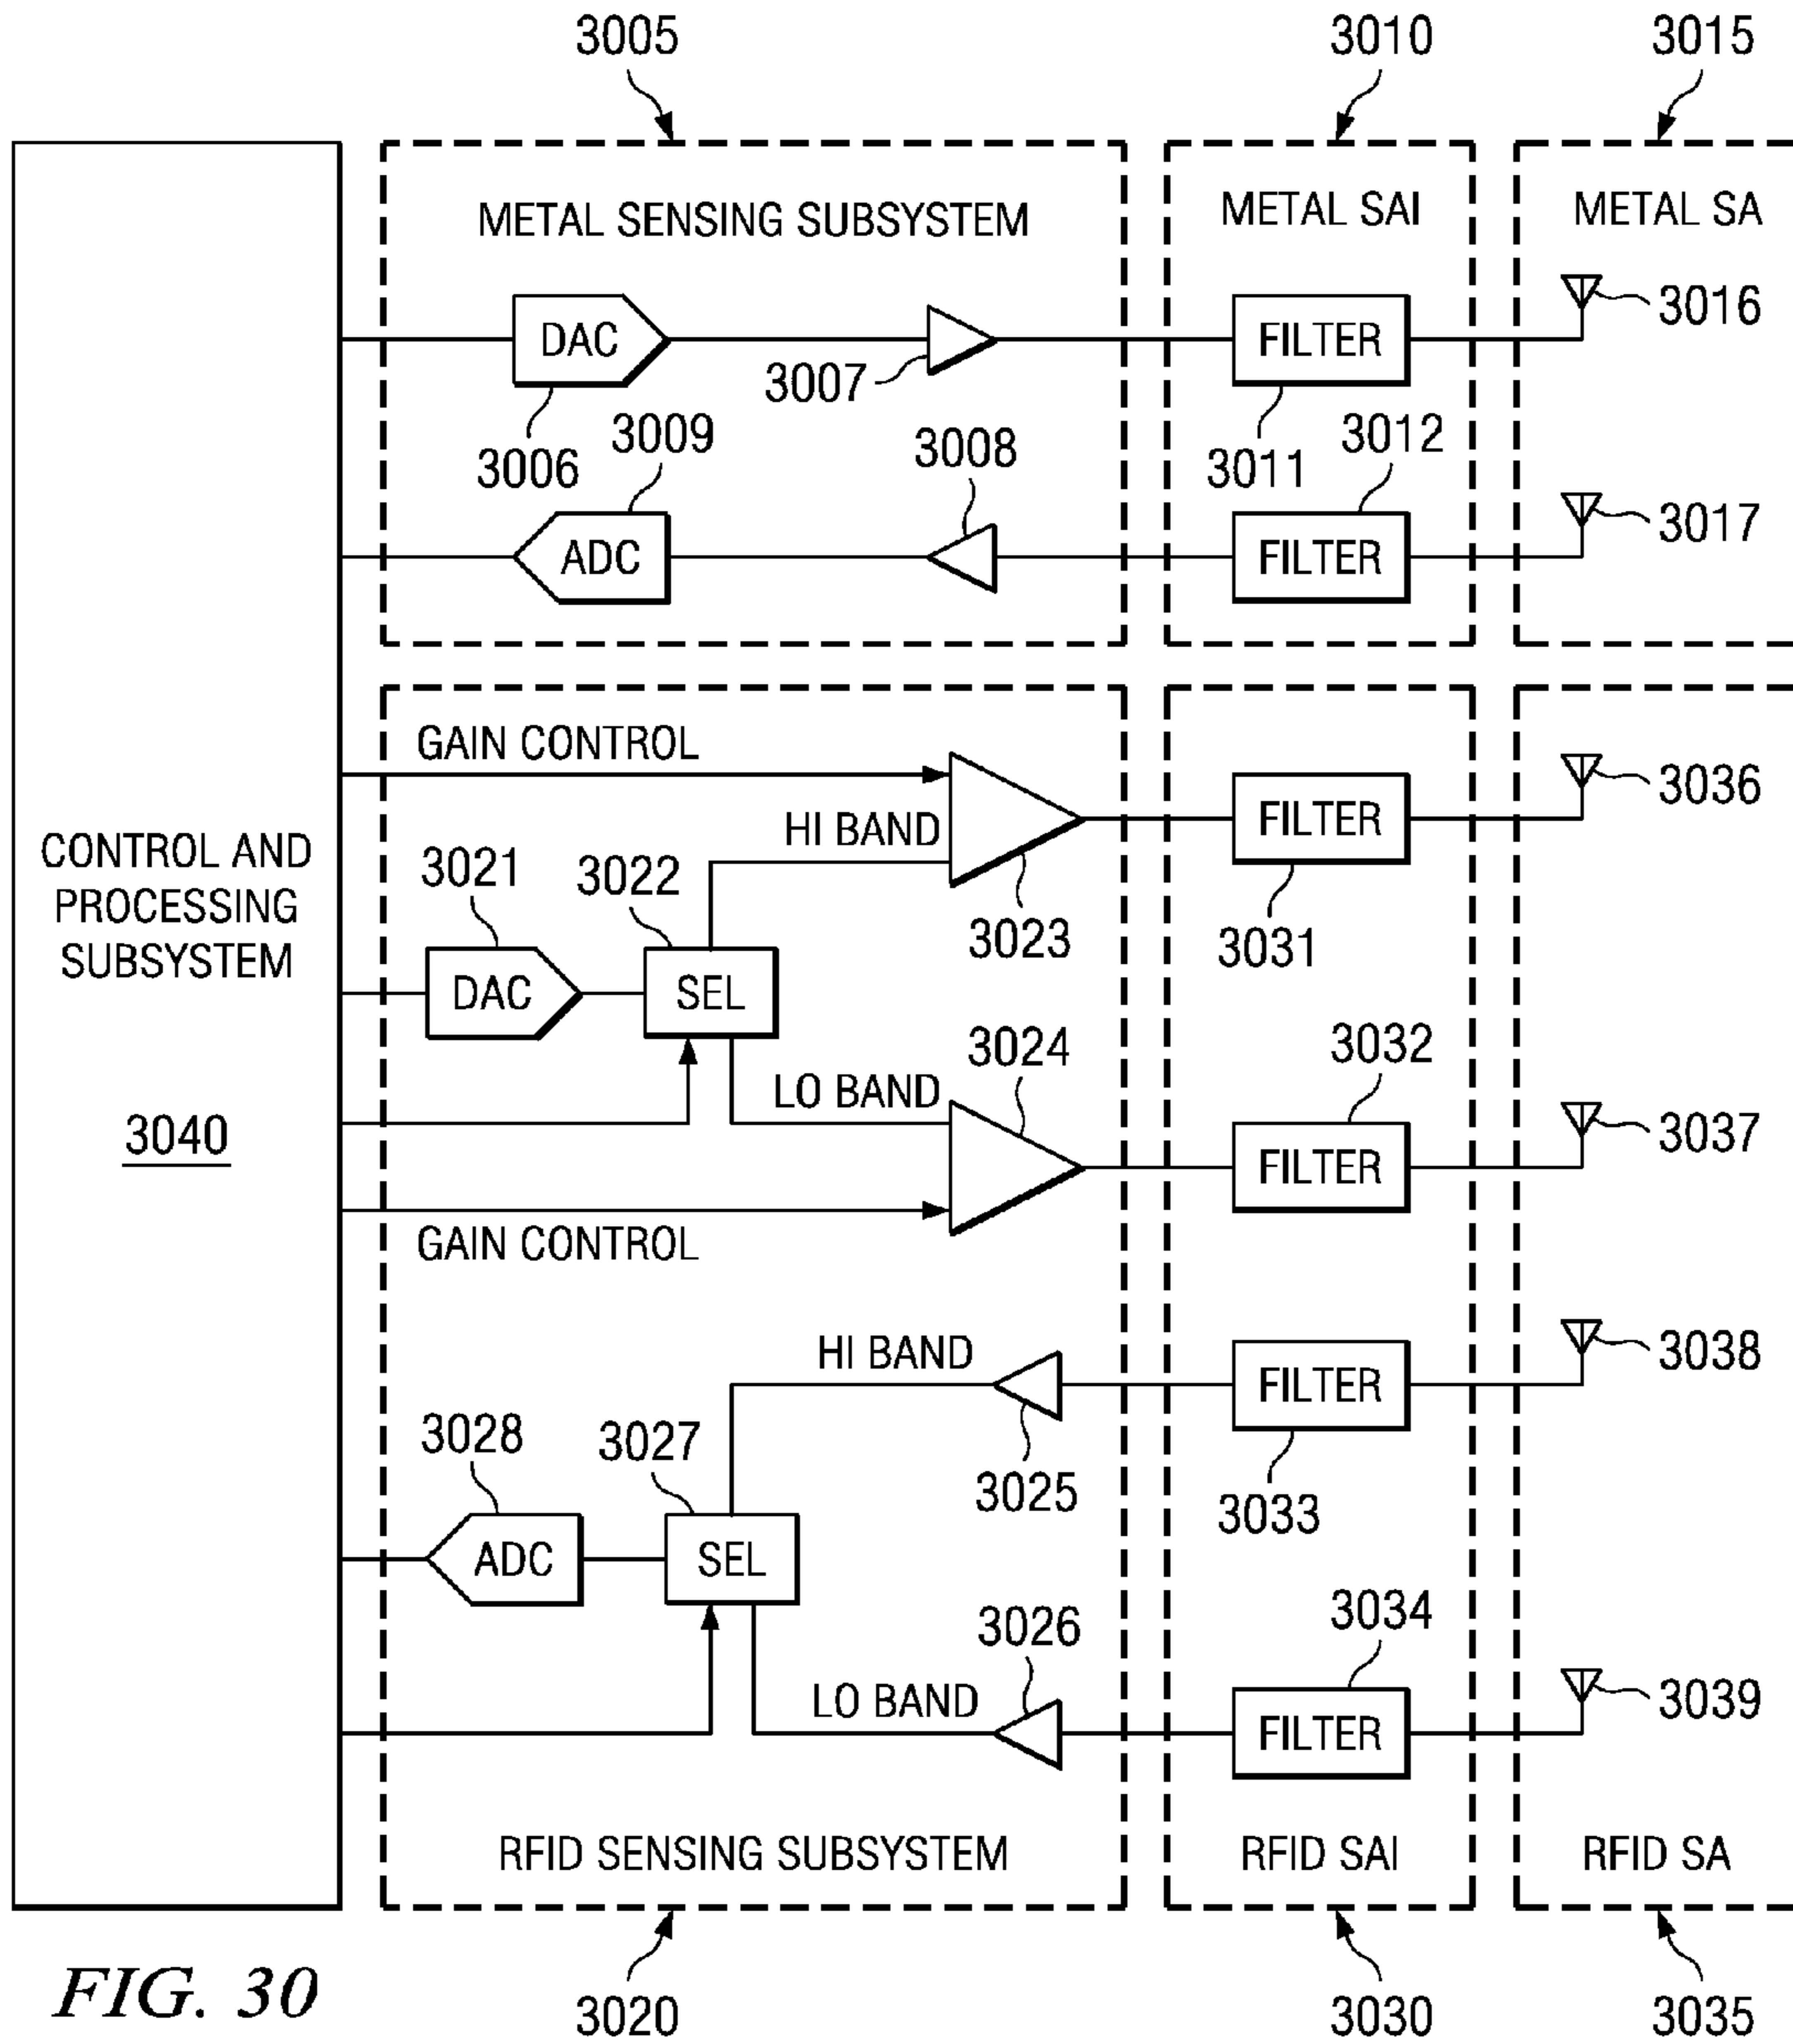 3005
3010
3015
METAL SENSING SUBSYSTEM
METAL SAI
METAL SA
DAC
3007
FILTER
3016
3006
3009
3008
3011
3012
ADC
FILTER
3017
GAIN CONTROL
HI BAND
3023
FILTER
3031
3036
CONTROL AND
PROCESSING
SUBSYSTEM
3040
3021
3022
DAC
SEL
LO BAND
3024
3032
FILTER
3037
GAIN CONTROL
HI BAND
3025
FILTER
3033
3038
3028
3027
ADC
SEL
LO BAND
3026
3034
FILTER
3039
RFID SENSING SUBSYSTEM
RFID SAI
RFID SA
FIG. 30
3020
3030
3035